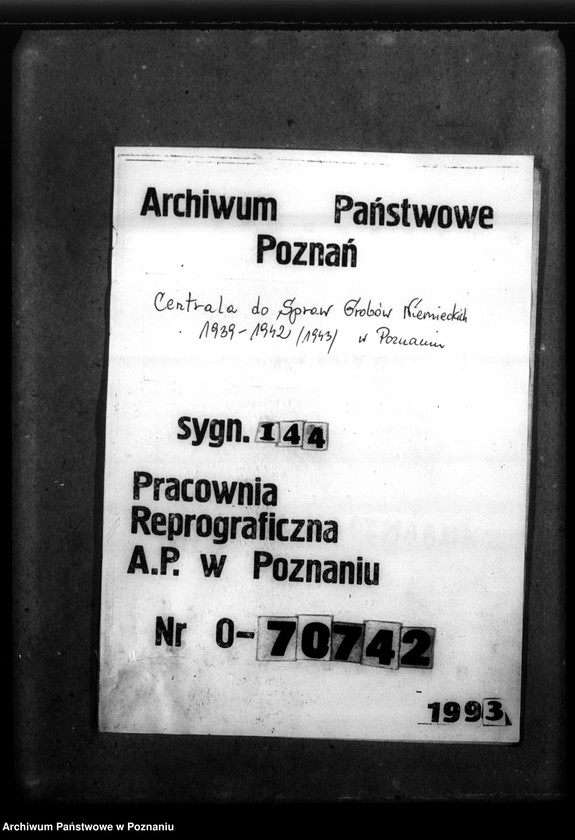 Archiwum Państwowe
Poznań
Centrala do Spraw Grobów Niemieckich
1939-1942 /1943/ w Poznaniu
sygn. 144
Pracownia
Reprograficzna
A.P. w Poznaniu
Nr O-70742
1993
Archiwum Państwowe w Poznaniu